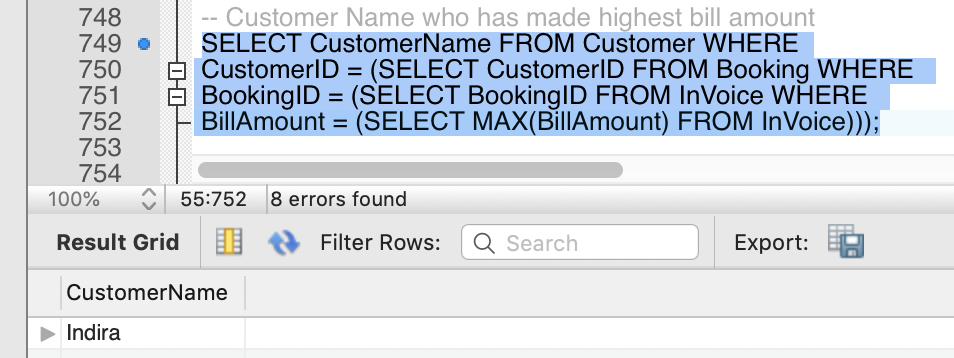 748 -- Customer Name who has made highest bill amount
749 SELECT CustomerName FROM Customer WHERE
750 CustomerID = (SELECT CustomerID FROM Booking WHERE
751 BookingID = (SELECT BookingID FROM InVoice WHERE
752 BillAmount = (SELECT MAX(BillAmount) FROM InVoice)));
753
754
100% 55:752 8 errors found
Result Grid Filter Rows: Search Export:
CustomerName
Indira